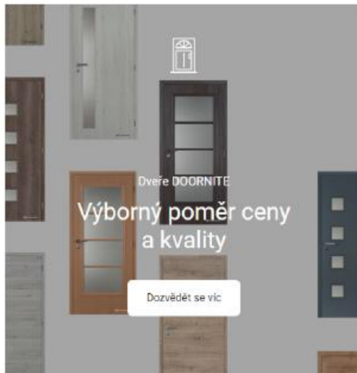 Dveře DOORNITE
Výborný poměr ceny
a kvality
Dozvědět se víc